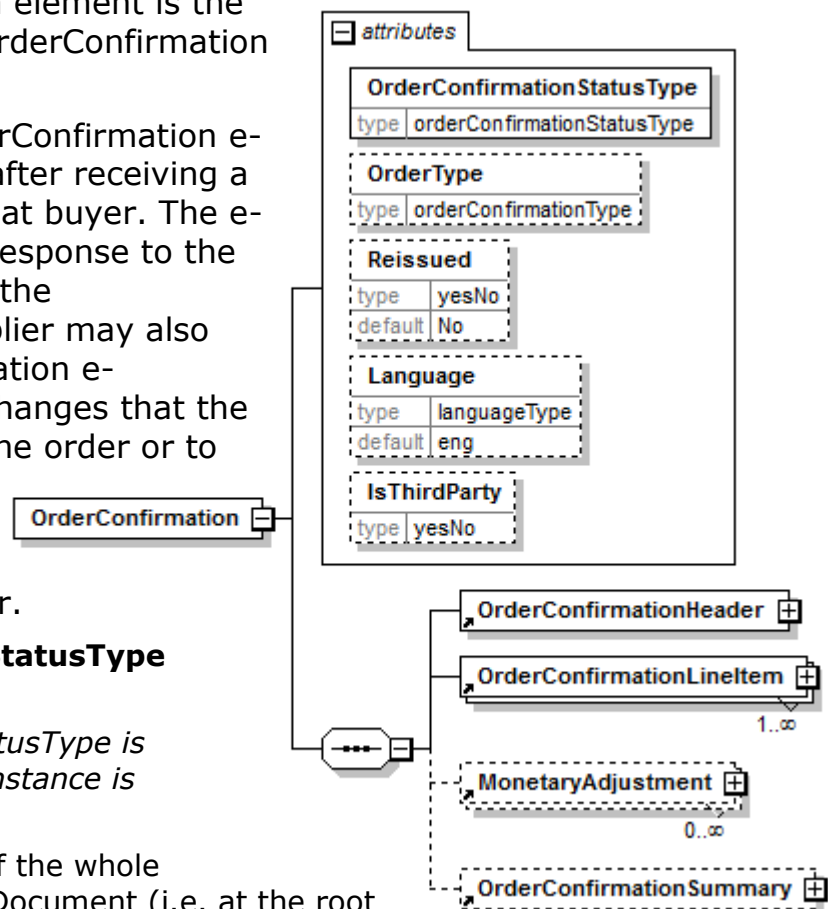 element is the
rderConfirmation
rConfirmation e-
after receiving a
at buyer. The e-
esponse to the
the
plier may also
ation e-
hanges that the
he order or to
r.
tatusType
tusType is
nstance is
f the whole
Document (i.e. at the root
attributes
OrderConfirmationStatusType
type orderConfirmationStatusType
OrderType
type orderConfirmationType
Reissued
type yesNo
default No
Language
type languageType
default eng
IsThirdParty
type yesNo
OrderConfirmation
OrderConfirmationHeader
OrderConfirmationLineItem
1..∞
MonetaryAdjustment
0..∞
OrderConfirmationSummary